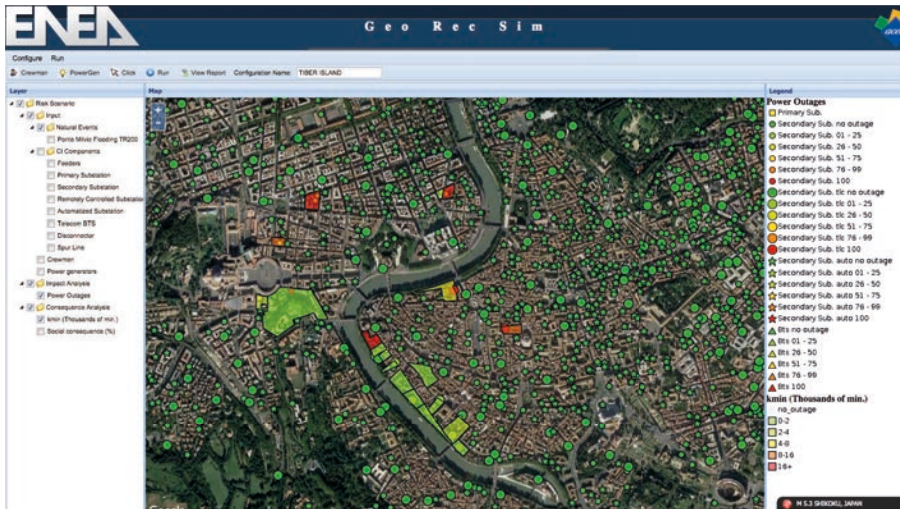 ENEA
Geo Rec Sim
Configure Run
Crewmen PowerGen Click Run View Report Configuration Name: TIBER ISLAND
Layer
Map
Legend
Risk Scenario
Input
Natural Events
Ponte Milvio Flooding TR200
CI Components
Feeders
Primary Substation
Secondary Substation
Remotely Controlled Substatio
Automatized Substation
Telecom BTS
Disconnector
Spur Line
Crewmen
Power generators
Impact Analysis
Power Outages
Consequence Analysis
kmin (Thousands of min.)
Social consequence (%)
Power Outages
Primary Sub.
Secondary Sub. no outage
Secondary Sub. 01 - 25
Secondary Sub. 26 - 50
Secondary Sub. 51 - 75
Secondary Sub. 76 - 99
Secondary Sub. 100
Secondary Sub. tlc no outage
Secondary Sub. tlc 01 - 25
Secondary Sub. tlc 26 - 50
Secondary Sub. tlc 51 - 75
Secondary Sub. tlc 76 - 99
Secondary Sub. tlc 100
Secondary Sub. auto no outage
Secondary Sub. auto 01 - 25
Secondary Sub. auto 26 - 50
Secondary Sub. auto 51 - 75
Secondary Sub. auto 76 - 99
Secondary Sub. auto 100
Bts no outage
Bts 01 - 25
Bts 26 - 50
Bts 51 - 75
Bts 76 - 99
Bts 100
kmin (Thousands of min.)
no_outage
0-2
2-4
4-8
8-16
16+
M 5.3 SHIKOKU, JAPAN